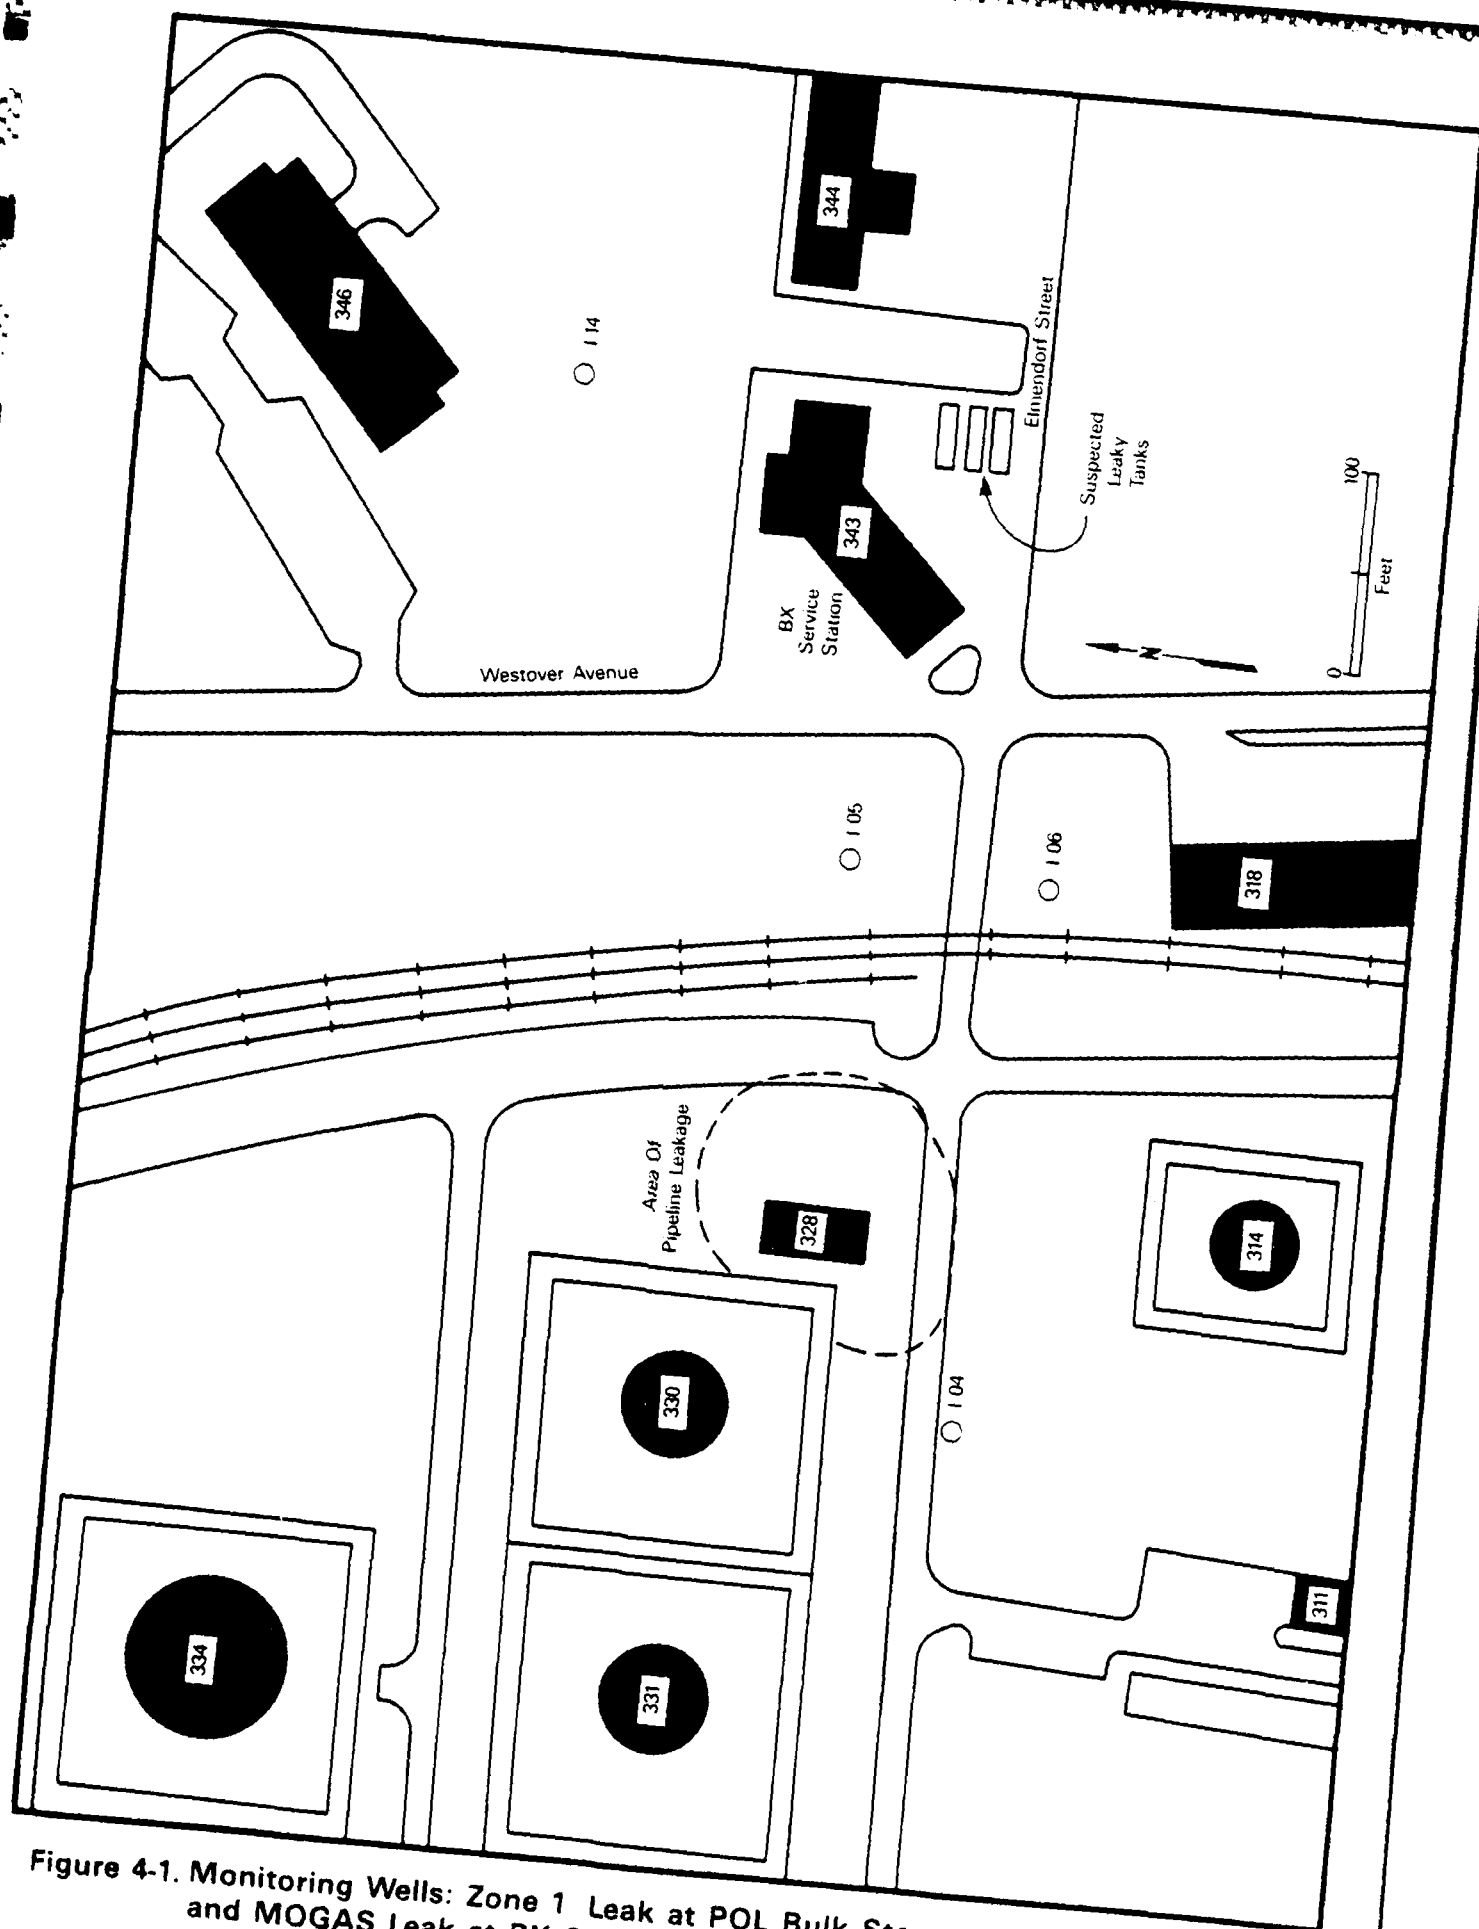 346
344
I 14
Elmendorf Street
Suspected
Leaky
Tanks
343
BX
Service
Station
100
Feet
0
N
Westover Avenue
I 05
I 06
318
Area Of
Pipeline Leakage
328
314
330
I 04
334
331
311
Figure 4-1. Monitoring Wells: Zone 1 Leak at POL Bulk
and MOGAS Leak at BX